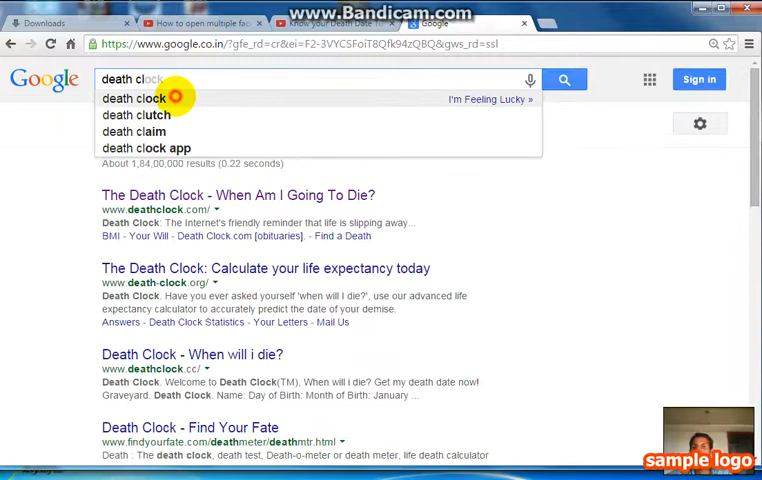 www.Bandicam.com
Downloads
How to open multiple fac
Know your Death Date T
Google
https://www.google.co.in/?gfe_rd=cr&ei=F2-3VYCSFoiT8Qfk94zQBQ&gws_rd=ssl
Google
death clock
Sign in
death clock
I'm Feeling Lucky »
death clutch
death claim
death clock app
About 1,84,00,000 results (0.22 seconds)
The Death Clock - When Am I Going To Die?
www.deathclock.com/
Death Clock: The Internet's friendly reminder that life is slipping away...
BMI - Your Will - Death Clock.com [obituaries]. - Find a Death
The Death Clock: Calculate your life expectancy today
www.death-clock.org/
Death Clock. Have you ever asked yourself 'when will I die?', use our advanced life
expectancy calculator to accurately predict the date of your demise.
Answers - Death Clock Statistics - Your Letters - Mail Us
Death Clock - When will i die?
www.deathclock.cc/
Death Clock. Welcome to Death Clock(TM), When will i die? Get my death date now!
Graveyard. Death Clock. Name: Day of Birth: Month of Birth: January ...
Death Clock - Find Your Fate
www.findyourfate.com/deathmeter/deathmtr.html
Death : The death clock, death test, Death-o-meter or death meter, life death calculator
sample logo